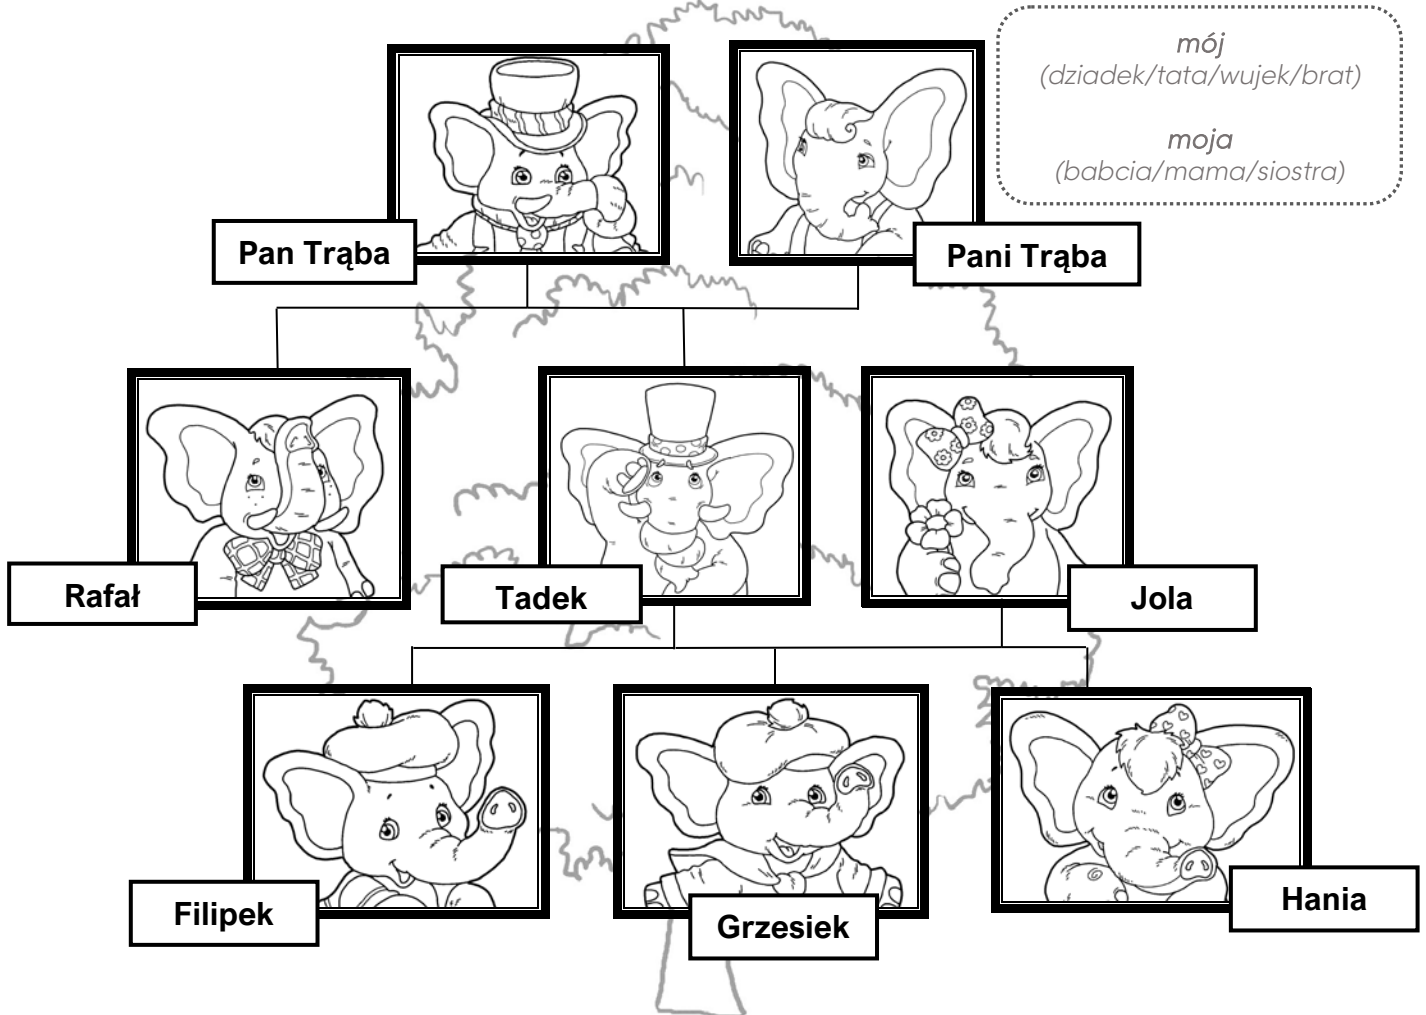 mój
(dziadek/tata/wujek/brat)
moja
(babcia/mama/siostra)
Pan Trąba
Pani Trąba
Rafał
Tadek
Jola
Filipek
Grzesiek
Hania